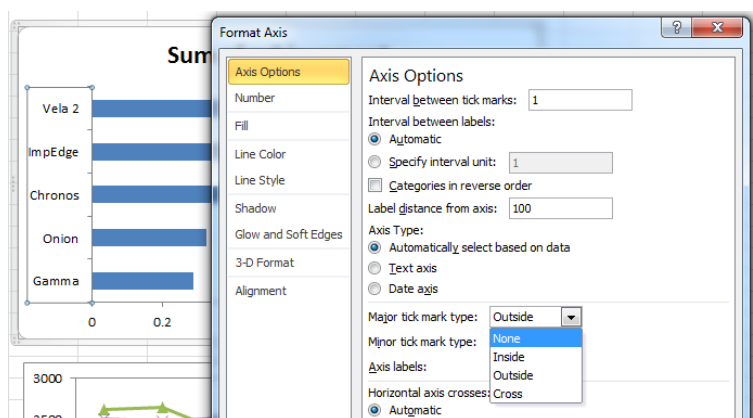 Format Axis
Sum
Vela 2
ImpEdge
Chronos
Onion
Gamma
0 0.2
3000
Axis Options
Number
Fill
Line Color
Line Style
Shadow
Glow and Soft Edges
3-D Format
Alignment
Axis Options
Interval between tick marks: 1
Interval between labels:
Automatic
Specify interval unit: 1
Categories in reverse order
Label distance from axis: 100
Axis Type:
Automatically select based on data
Text axis
Date axis
Major tick mark type: Outside
Minor tick mark type:
None
Inside
Outside
Cross
Axis labels:
Horizontal axis crosses:
Automatic